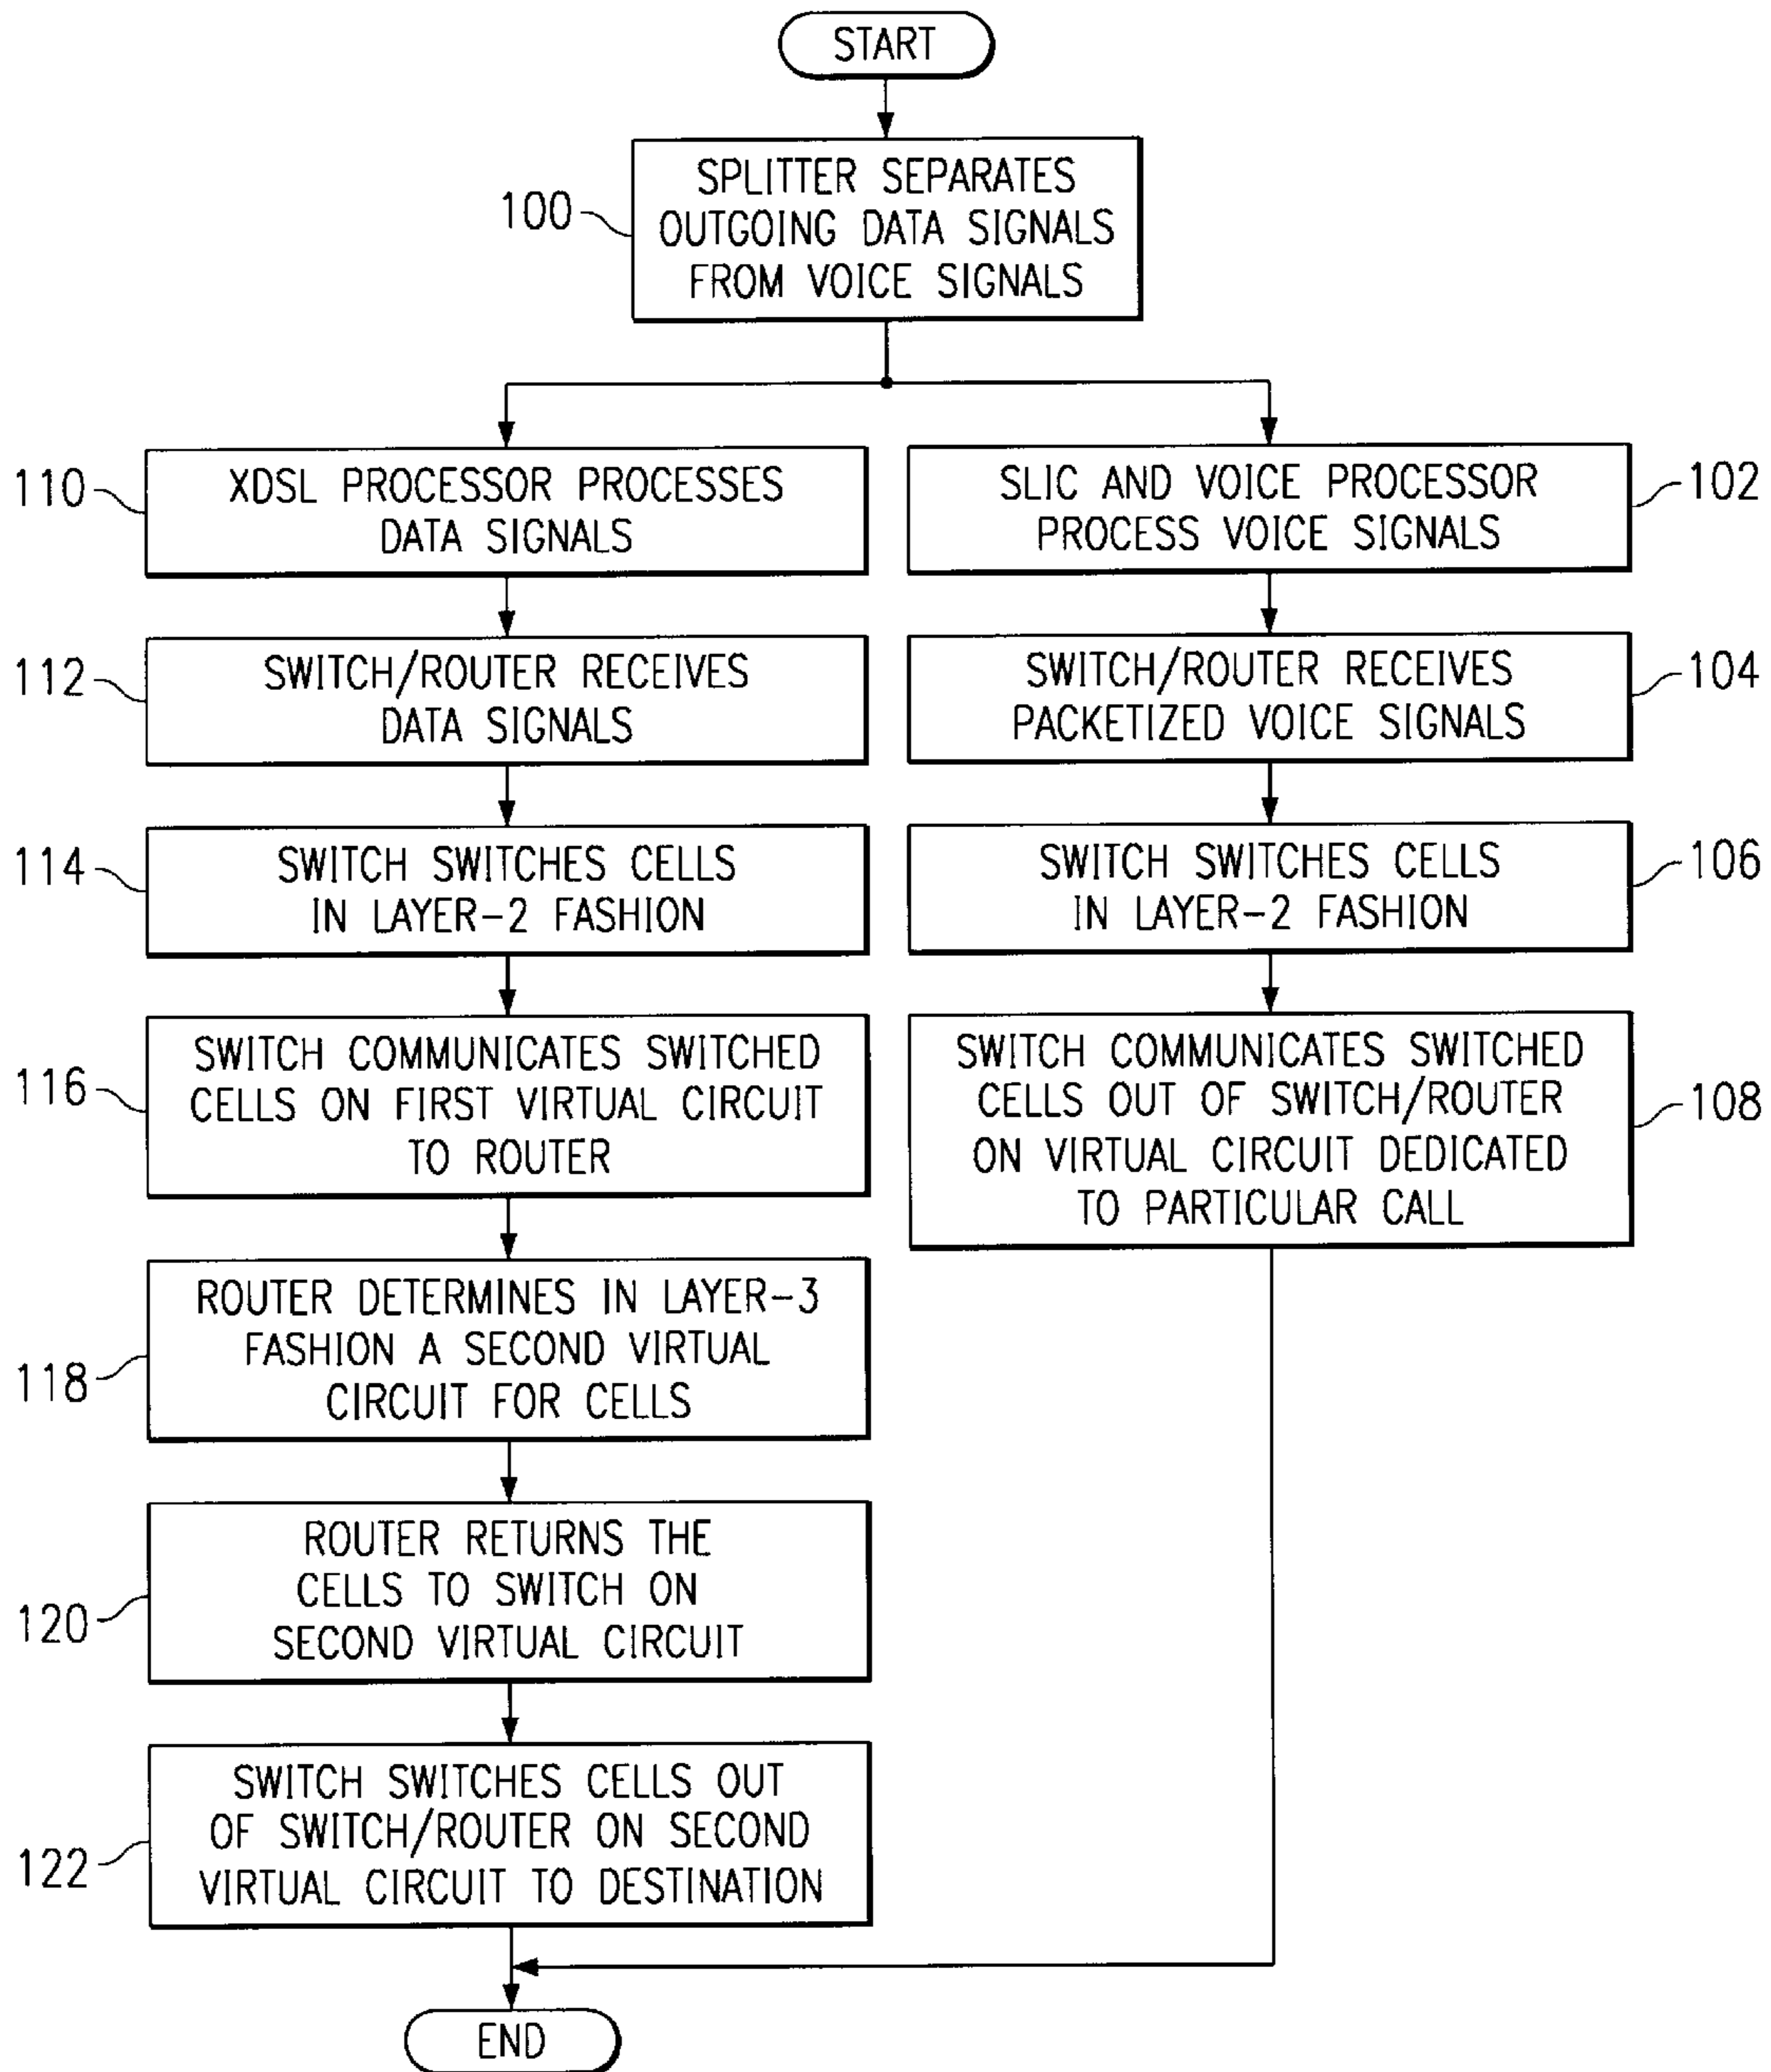 START
100
SPLITTER SEPARATES
OUTGOING DATA SIGNALS
FROM VOICE SIGNALS
110
XDSL PROCESSOR PROCESSES
DATA SIGNALS
112
SWITCH/ROUTER RECEIVES
DATA SIGNALS
114
SWITCH SWITCHES CELLS
IN LAYER-2 FASHION
116
SWITCH COMMUNICATES SWITCHED
CELLS ON FIRST VIRTUAL CIRCUIT
TO ROUTER
118
ROUTER DETERMINES IN LAYER-3
FASHION A SECOND VIRTUAL
CIRCUIT FOR CELLS
120
ROUTER RETURNS THE
CELLS TO SWITCH ON
SECOND VIRTUAL CIRCUIT
122
SWITCH SWITCHES CELLS OUT
OF SWITCH/ROUTER ON SECOND
VIRTUAL CIRCUIT TO DESTINATION
SLIC AND VOICE PROCESSOR
PROCESS VOICE SIGNALS
102
SWITCH/ROUTER RECEIVES
PACKETIZED VOICE SIGNALS
104
SWITCH SWITCHES CELLS
IN LAYER-2 FASHION
106
SWITCH COMMUNICATES SWITCHED
CELLS OUT OF SWITCH/ROUTER
ON VIRTUAL CIRCUIT DEDICATED
TO PARTICULAR CALL
108
END